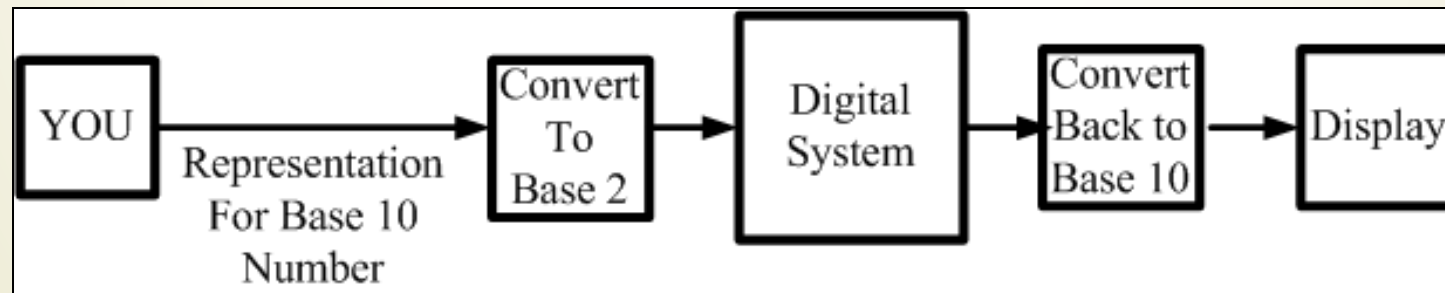 YOU
Representation
For Base 10
Number
Convert
To
Base 2
Digital
System
Convert
Back to
Base 10
Display